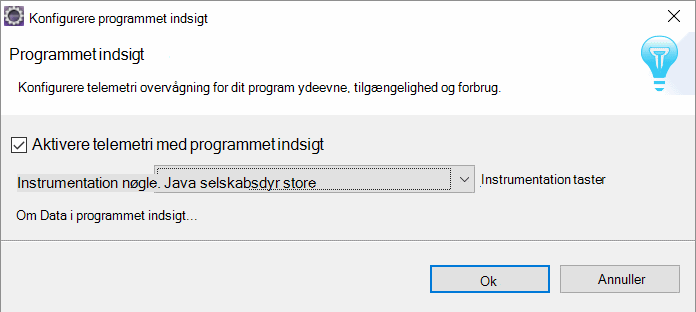 Konfigurere programmet indsigt
Programmet indsigt
Konfigurere telemetri overvågning for dit program ydeevne, tilgængelighed og forbrug.
Aktivere telemetri med programmet indsigt
Instrumentation nøgle. Java selskabsdyr store Instrumentation taster
Om Data i programmet indsigt...
Ok Annuller